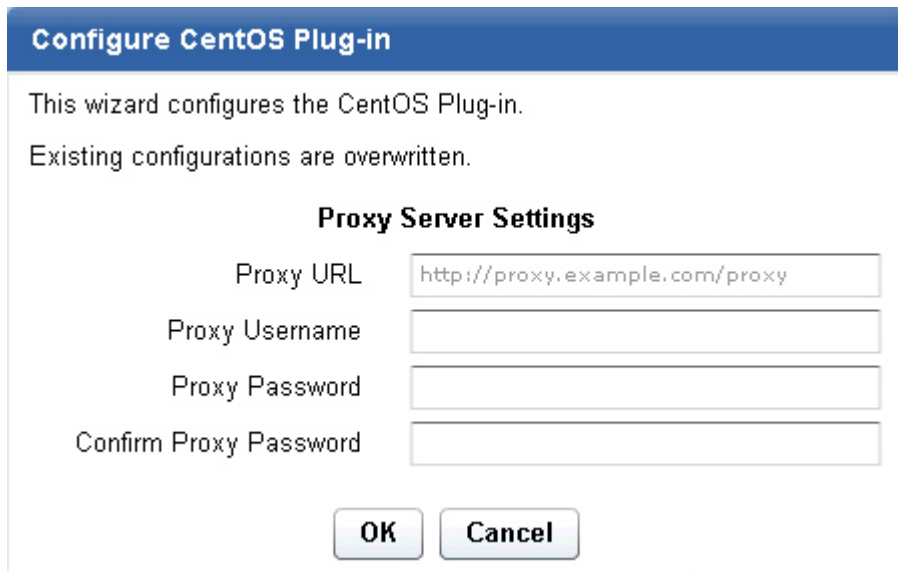 Configure CentOS Plug-in
This wizard configures the CentOS Plug-in.
Existing configurations are overwritten.
Proxy Server Settings
Proxy URL http://proxy.example.com/proxy
Proxy Username
Proxy Password
Confirm Proxy Password
OK Cancel